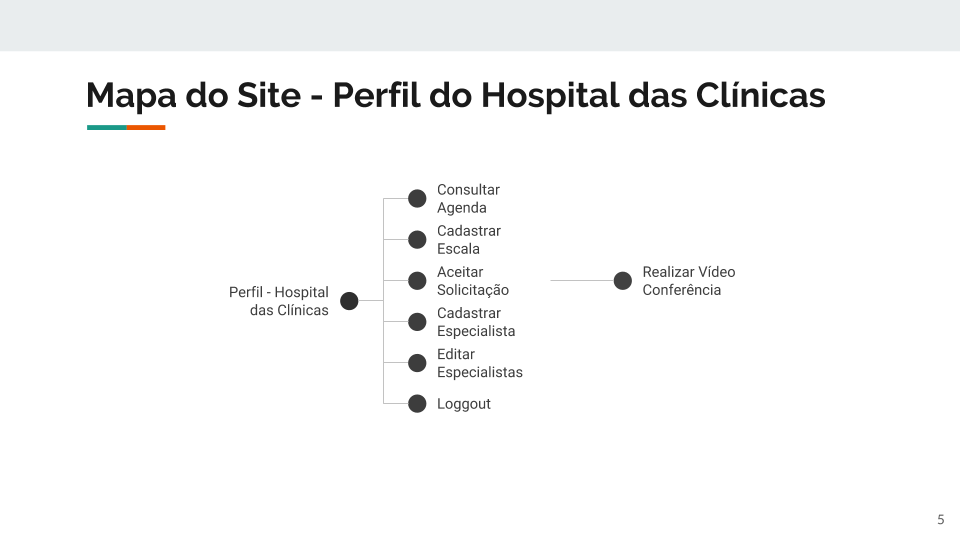 Mapa do Site - Perfil do Hospital das Clínicas
Perfil - Hospital
das Clínicas
Consultar
Agenda
Cadastrar
Escala
Aceitar
Solicitação
Realizar Vídeo
Conferência
Cadastrar
Especialista
Editar
Especialistas
Loggout
5